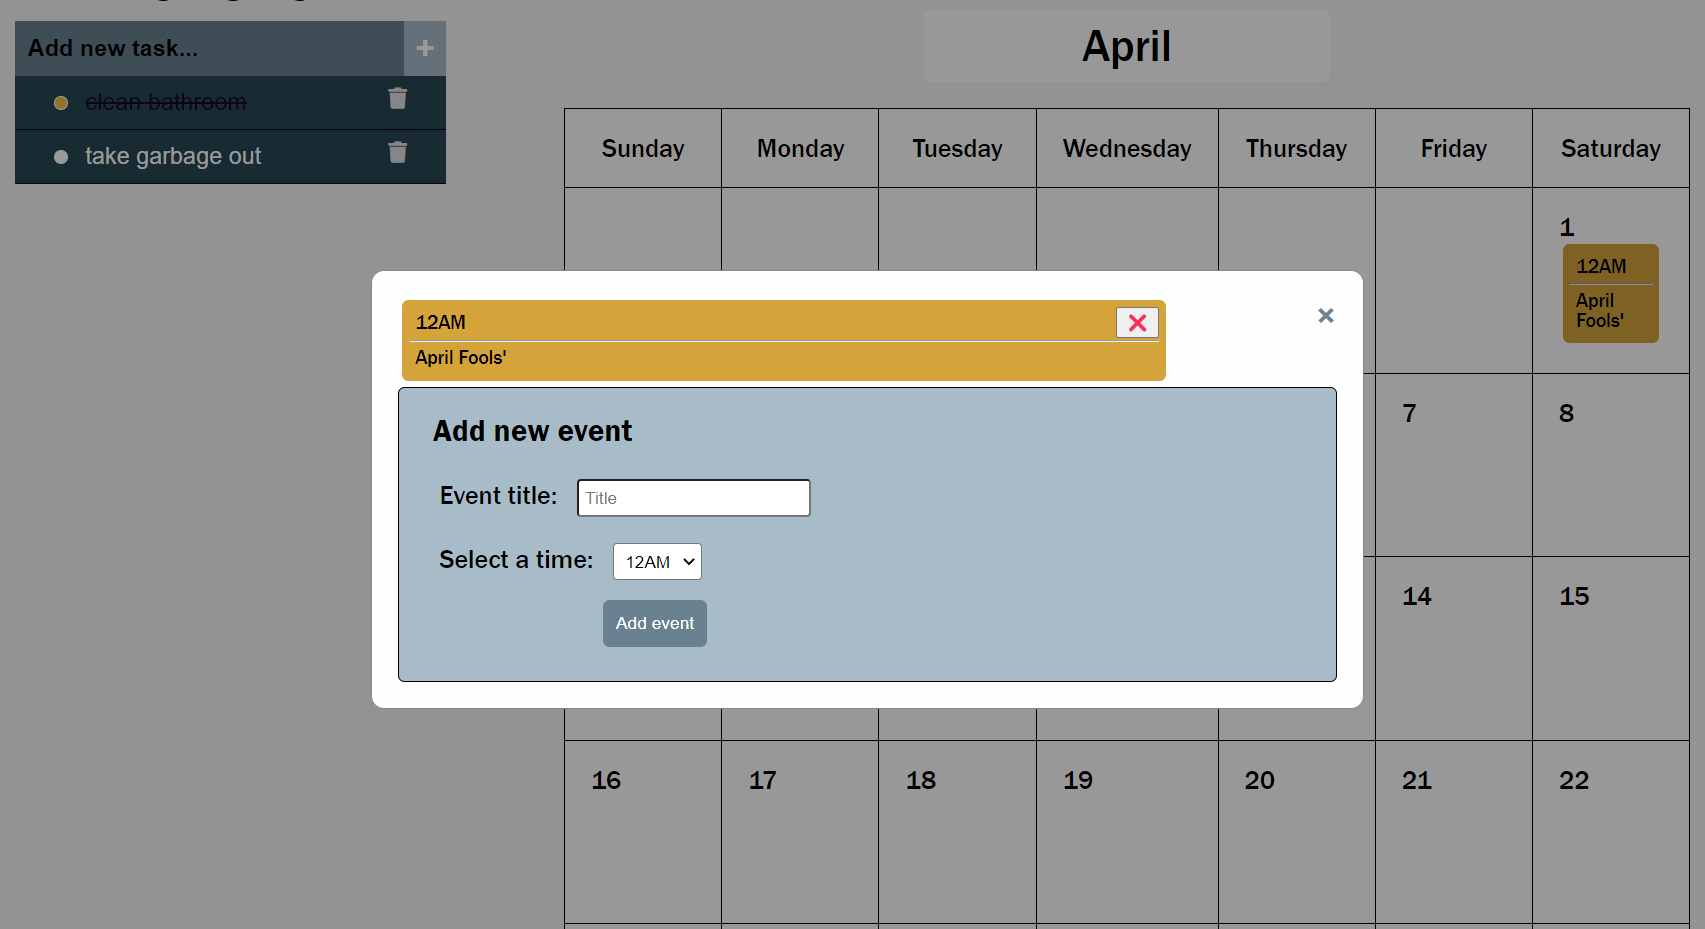 Add new task...
+
clean bathroom
take garbage out
April
Sunday Monday Tuesday Wednesday Thursday Friday Saturday
1
12AM
April
Fools'
12AM
April Fools'
Add new event
Event title: Title
Select a time: 12AM
Add event
7 8
14 15
16 17 18 19 20 21 22